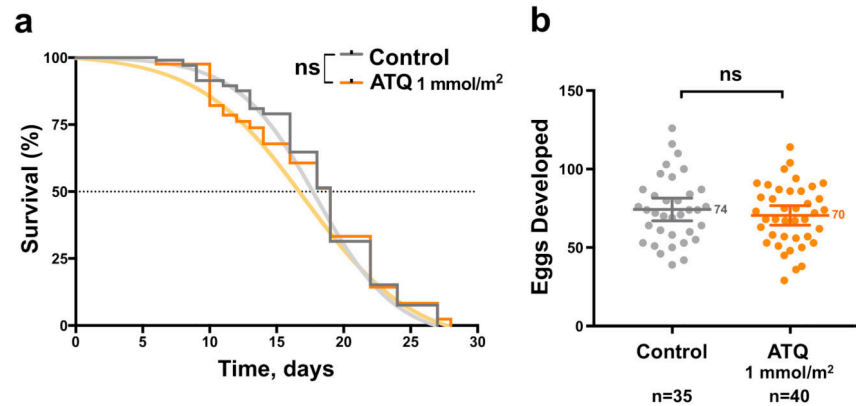 a
Survival (%)
100
75
50
25
0
0 5 10 15 20 25 30
Time, days
ns
Control
ATQ 1 mmol/m²
b
Eggs Developed
150
100
50
0
ns
74
70
Control
n=35
ATQ
1 mmol/m²
n=40